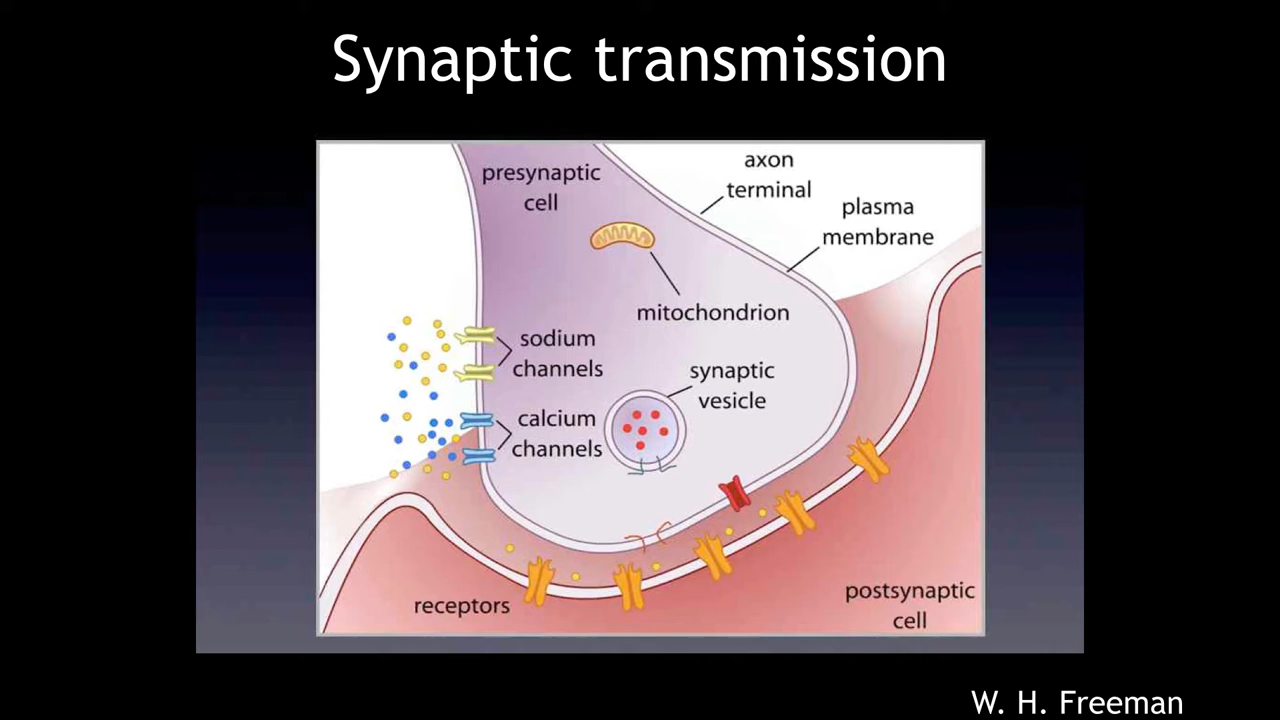 Synaptic transmission
presynaptic
cell
axon
terminal
plasma
membrane
mitochondrion
sodium
channels
synaptic
vesicle
calcium
channels
receptors
postsynaptic
cell
W. H. Freeman